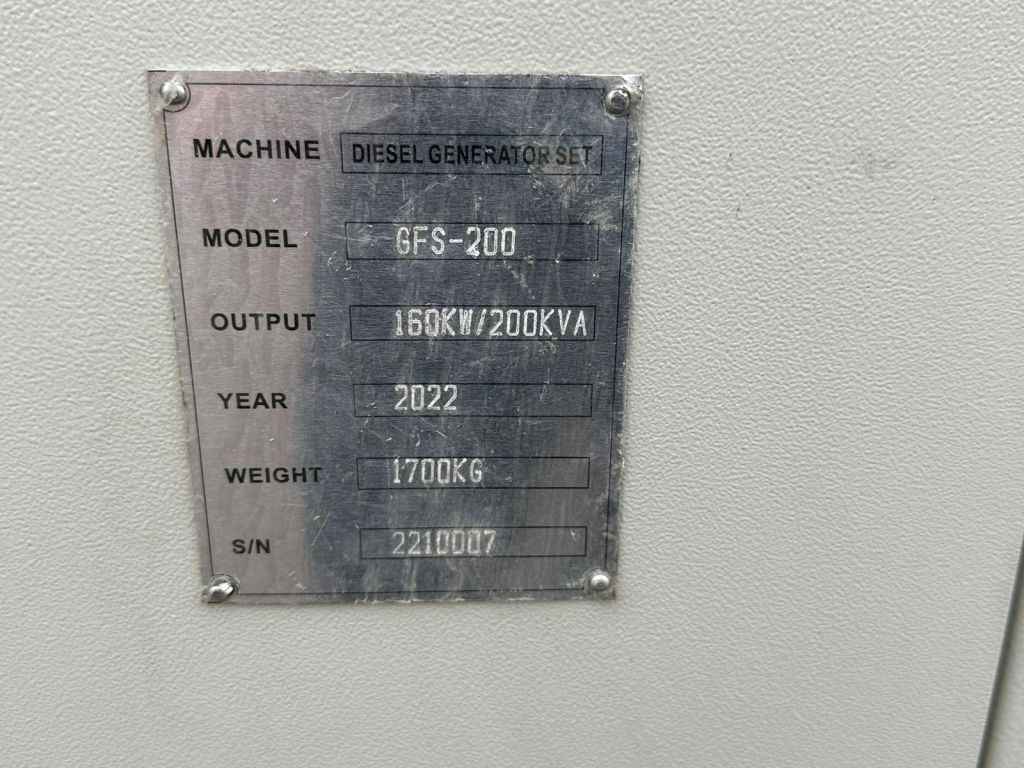 MACHINE DIESEL GENERATOR SET
MODEL GFS-200
OUTPUT 160KW/200KVA
YEAR 2022
WEIGHT 1700KG
S/N 2210007